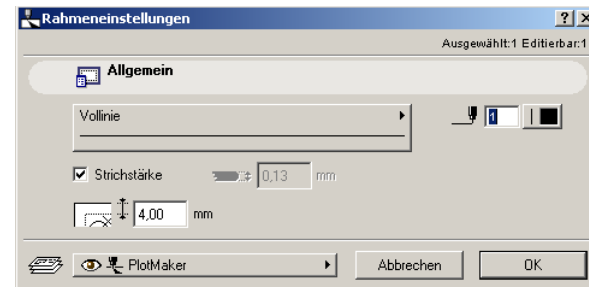 Rahmeneinstellungen
Ausgewählt:1 Editierbar:1
Allgemein
Vollinie
1
Strichstärke 0,13 mm
4,00 mm
PlotMaker Abbrechen OK